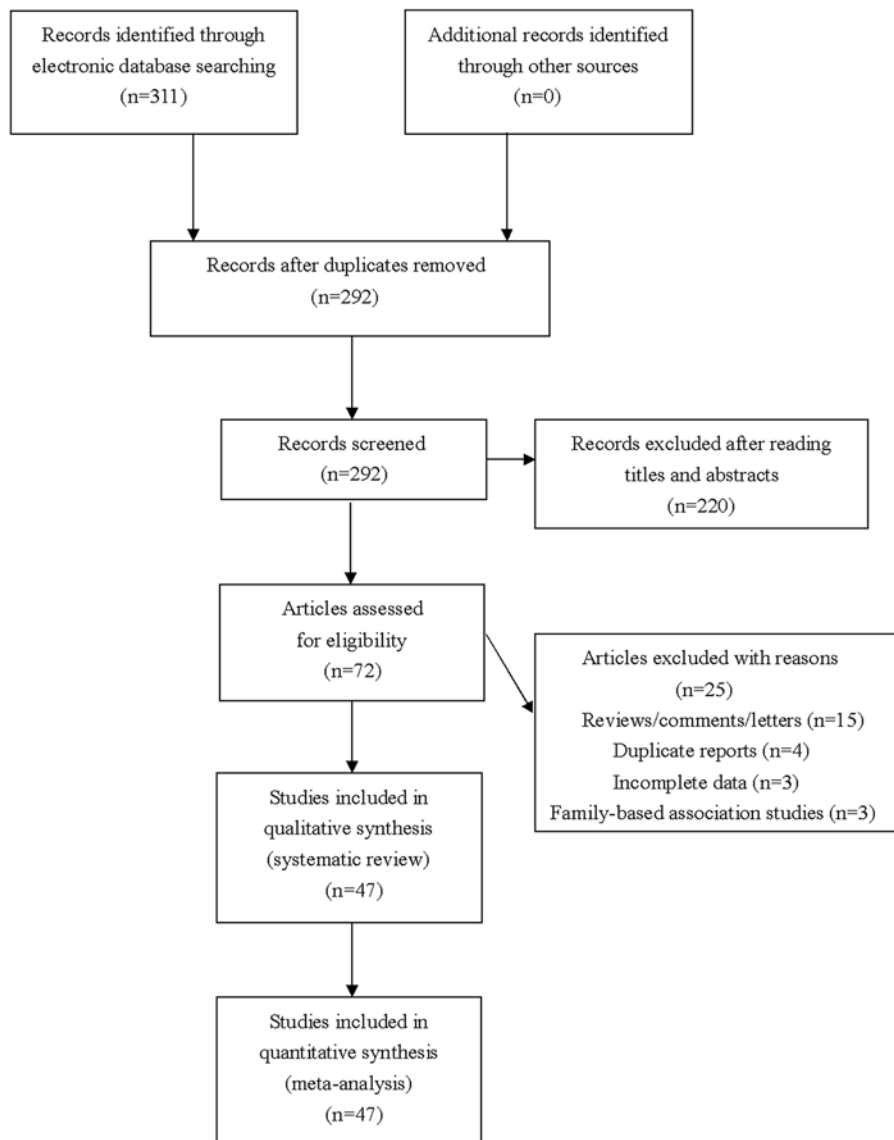 Records identified through
electronic database searching
(n=311)
Additional records identified
through other sources
(n=0)
Records after duplicates removed
(n=292)
Records screened
(n=292)
Records excluded after reading
titles and abstracts
(n=220)
Articles assessed
for eligibility
(n=72)
Articles excluded with reasons
(n=25)
Reviews/comments/letters (n=15)
Duplicate reports (n=4)
Incomplete data (n=3)
Family-based association studies (n=3)
Studies included in
qualitative synthesis
(systematic review)
(n=47)
Studies included in
quantitative synthesis
(meta-analysis)
(n=47)